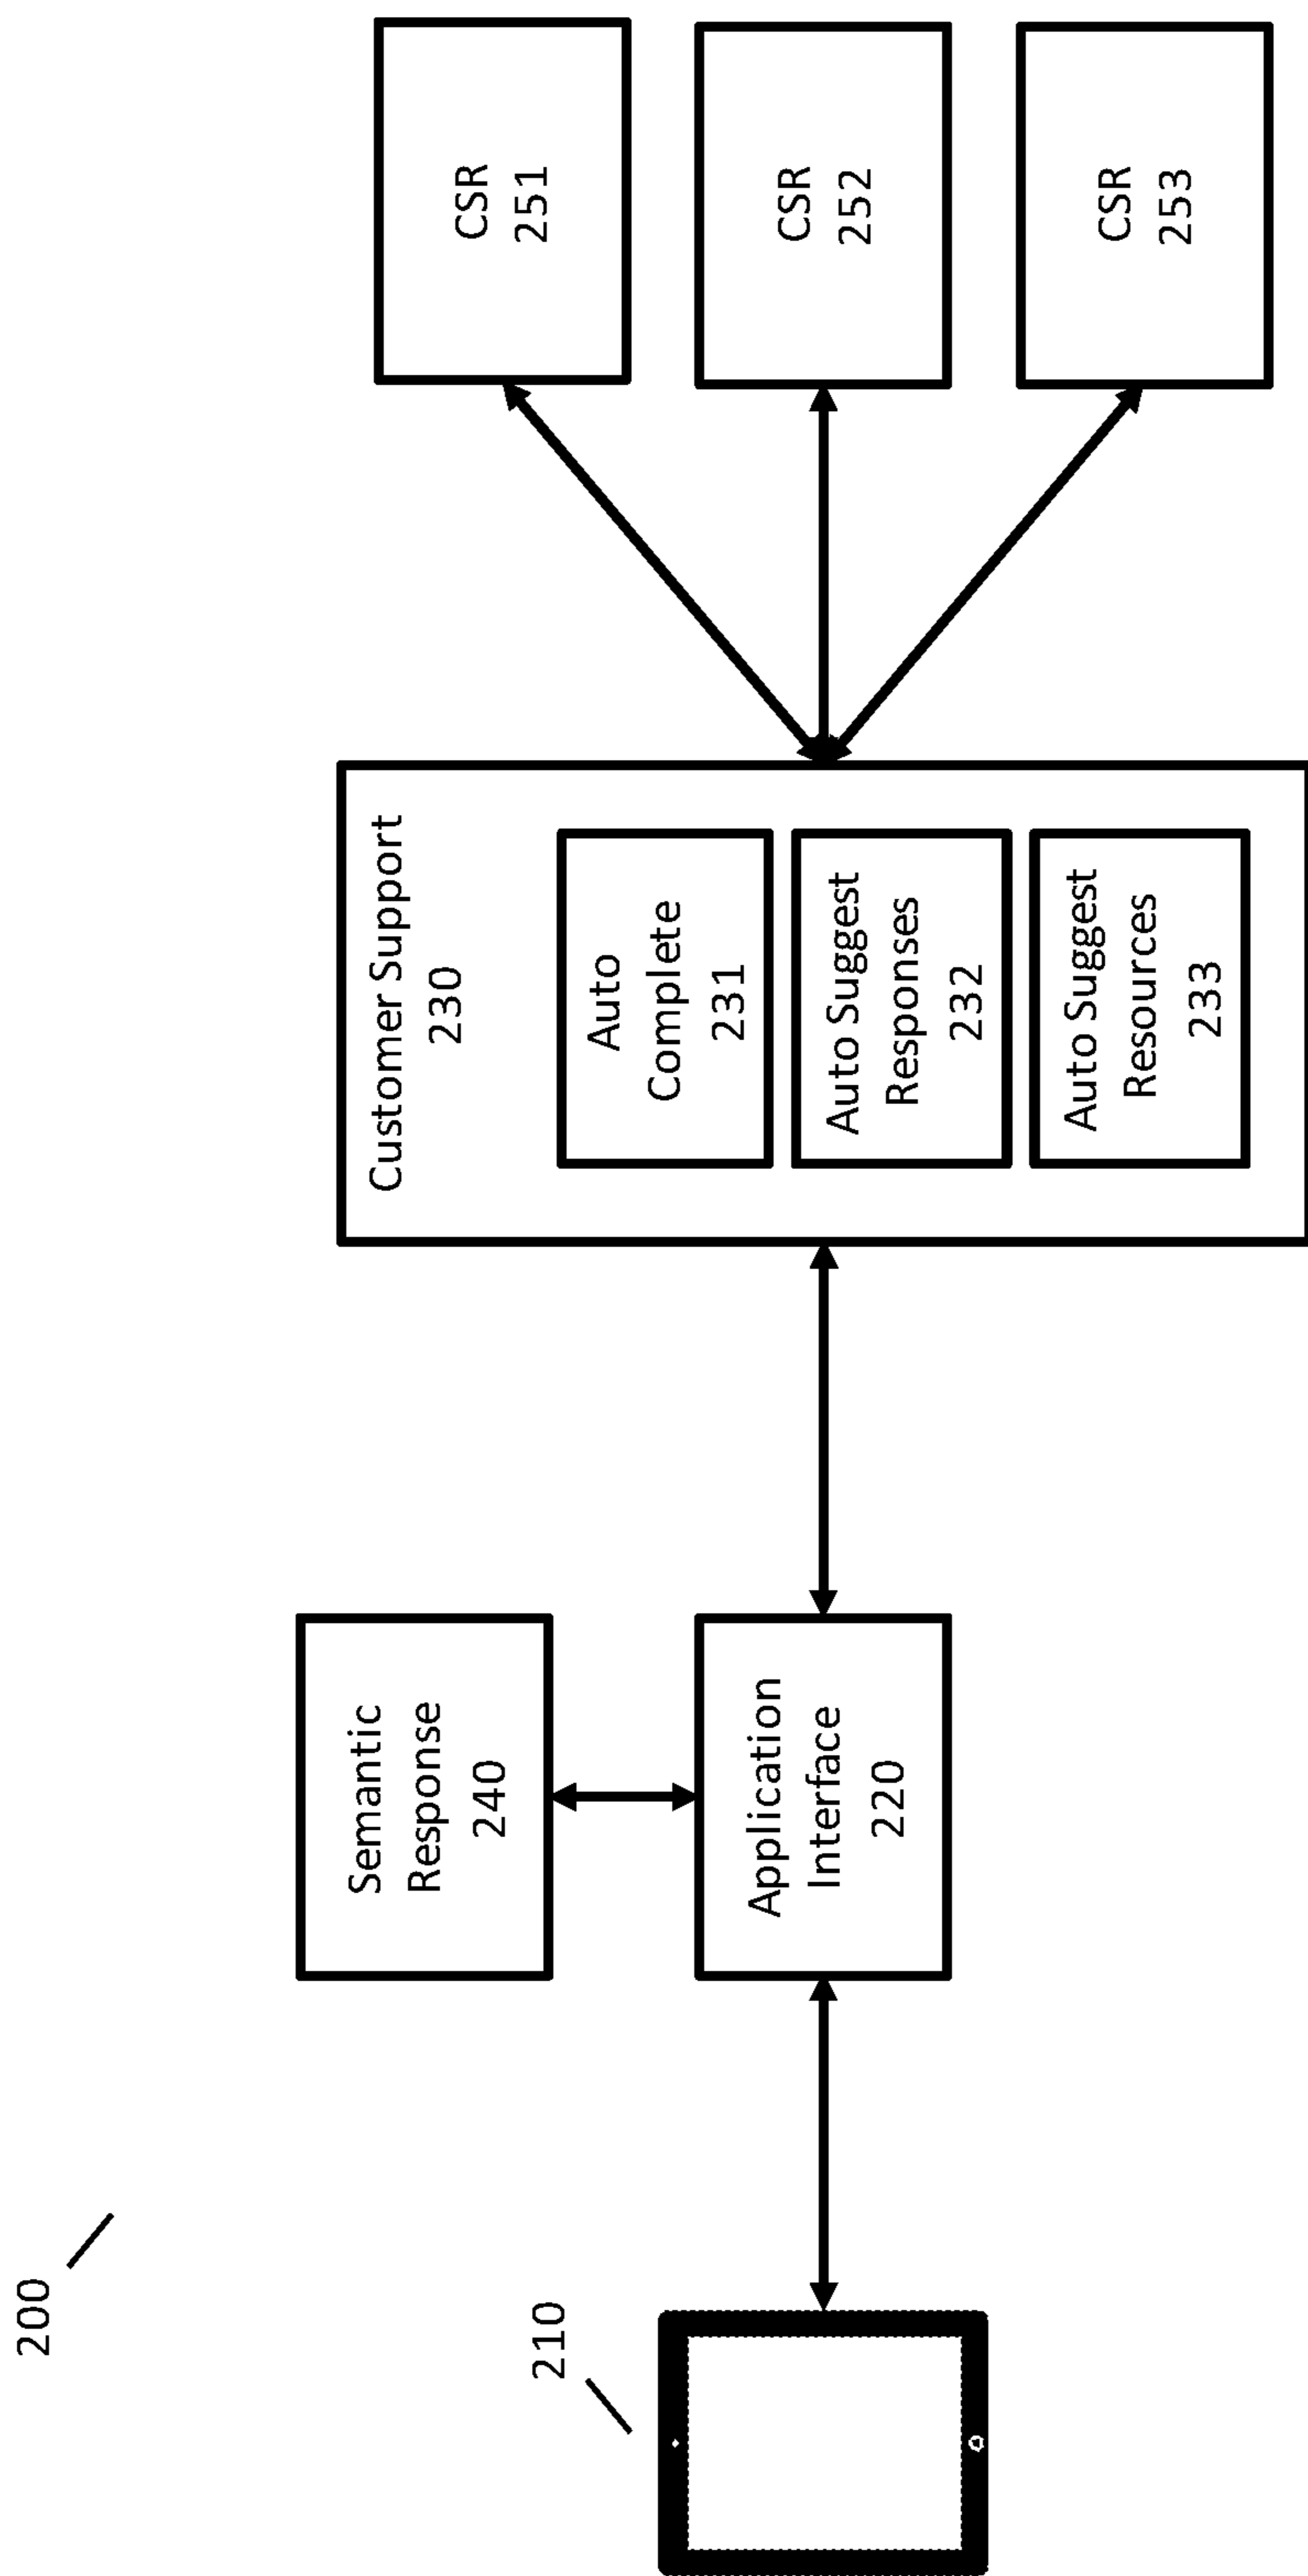 200
210
Semantic
Response
240
Application
Interface
220
Customer Support
230
Auto
Complete
231
Auto Suggest
Responses
232
Auto Suggest
Resources
233
CSR
251
CSR
252
CSR
253